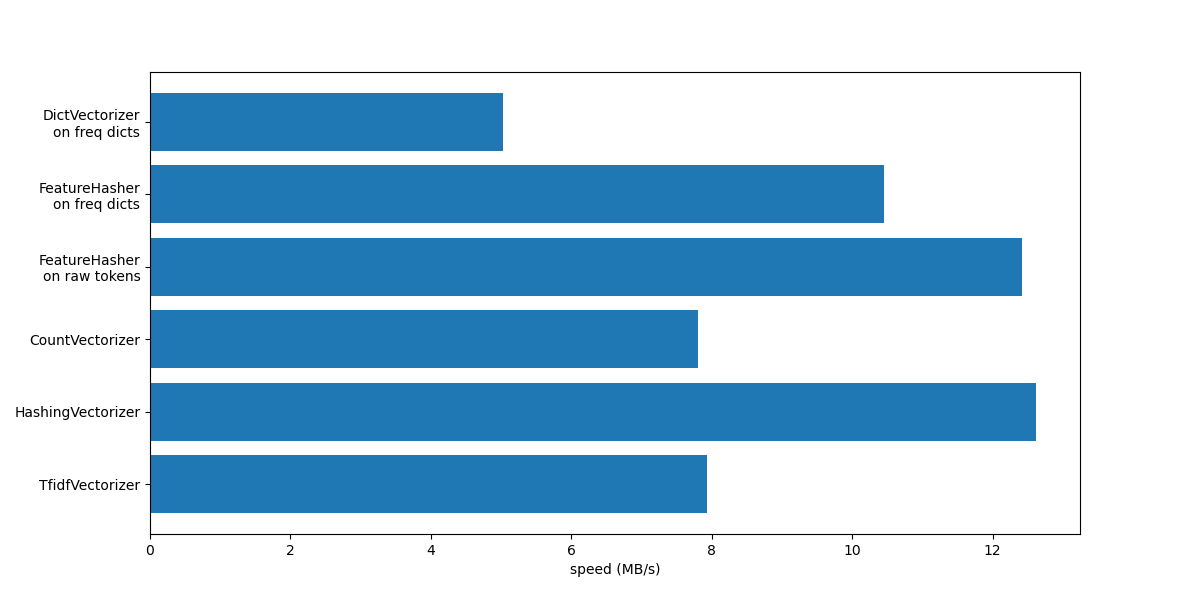 DictVectorizer
on freq dicts
FeatureHasher
on freq dicts
FeatureHasher
on raw tokens
CountVectorizer
HashingVectorizer
TfidfVectorizer
0 2 4 6 8 10 12
speed (MB/s)